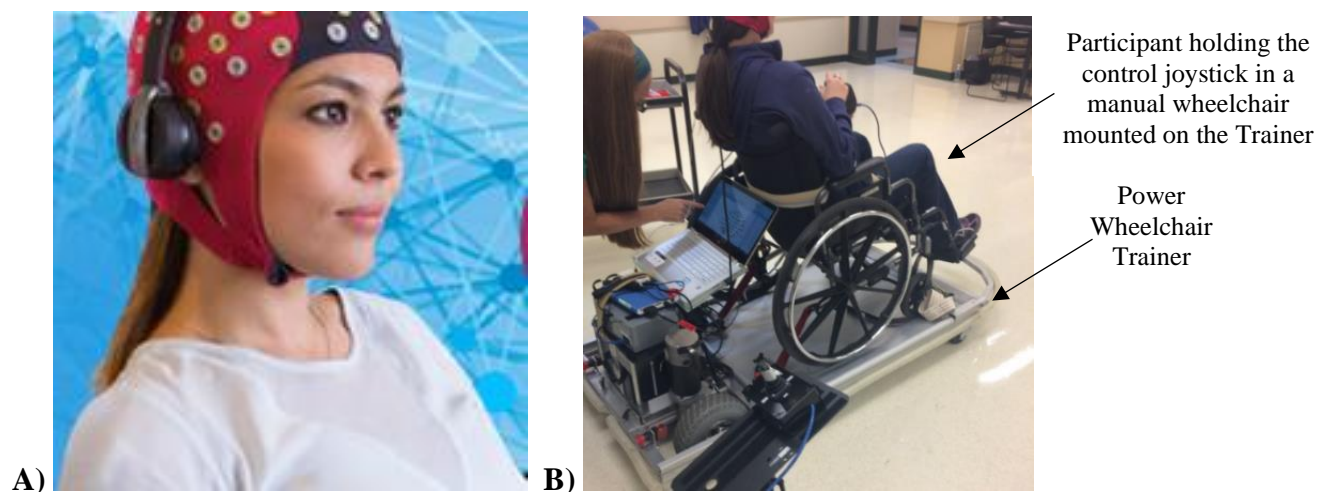 Participant holding the
control joystick in a
manual wheelchair
mounted on the Trainer
Power
Wheelchair
Trainer
A)
B)